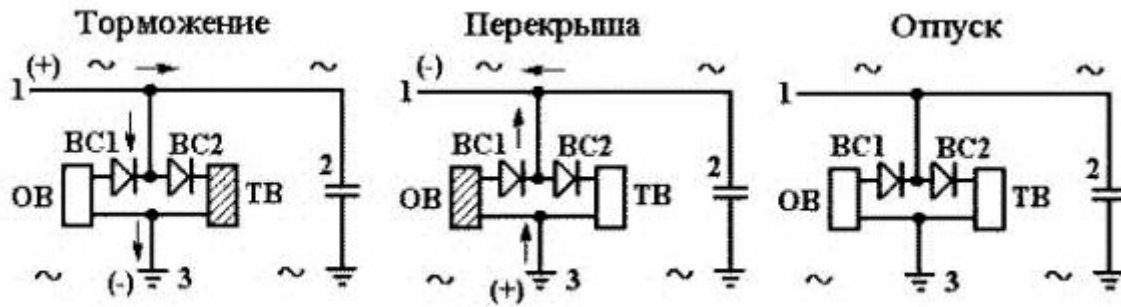 Торможение Перекрыша Отпуск
(+) ~ ~ (-) ~ ~ ~ ~
1 1 1
ВС1 ВС2 ВС1 ВС2 ВС1 ВС2
2 2 2
ОВ ТВ ОВ ТВ ОВ ТВ
~ (-) 3 ~ ~ (+) 3 ~ ~ 3 ~